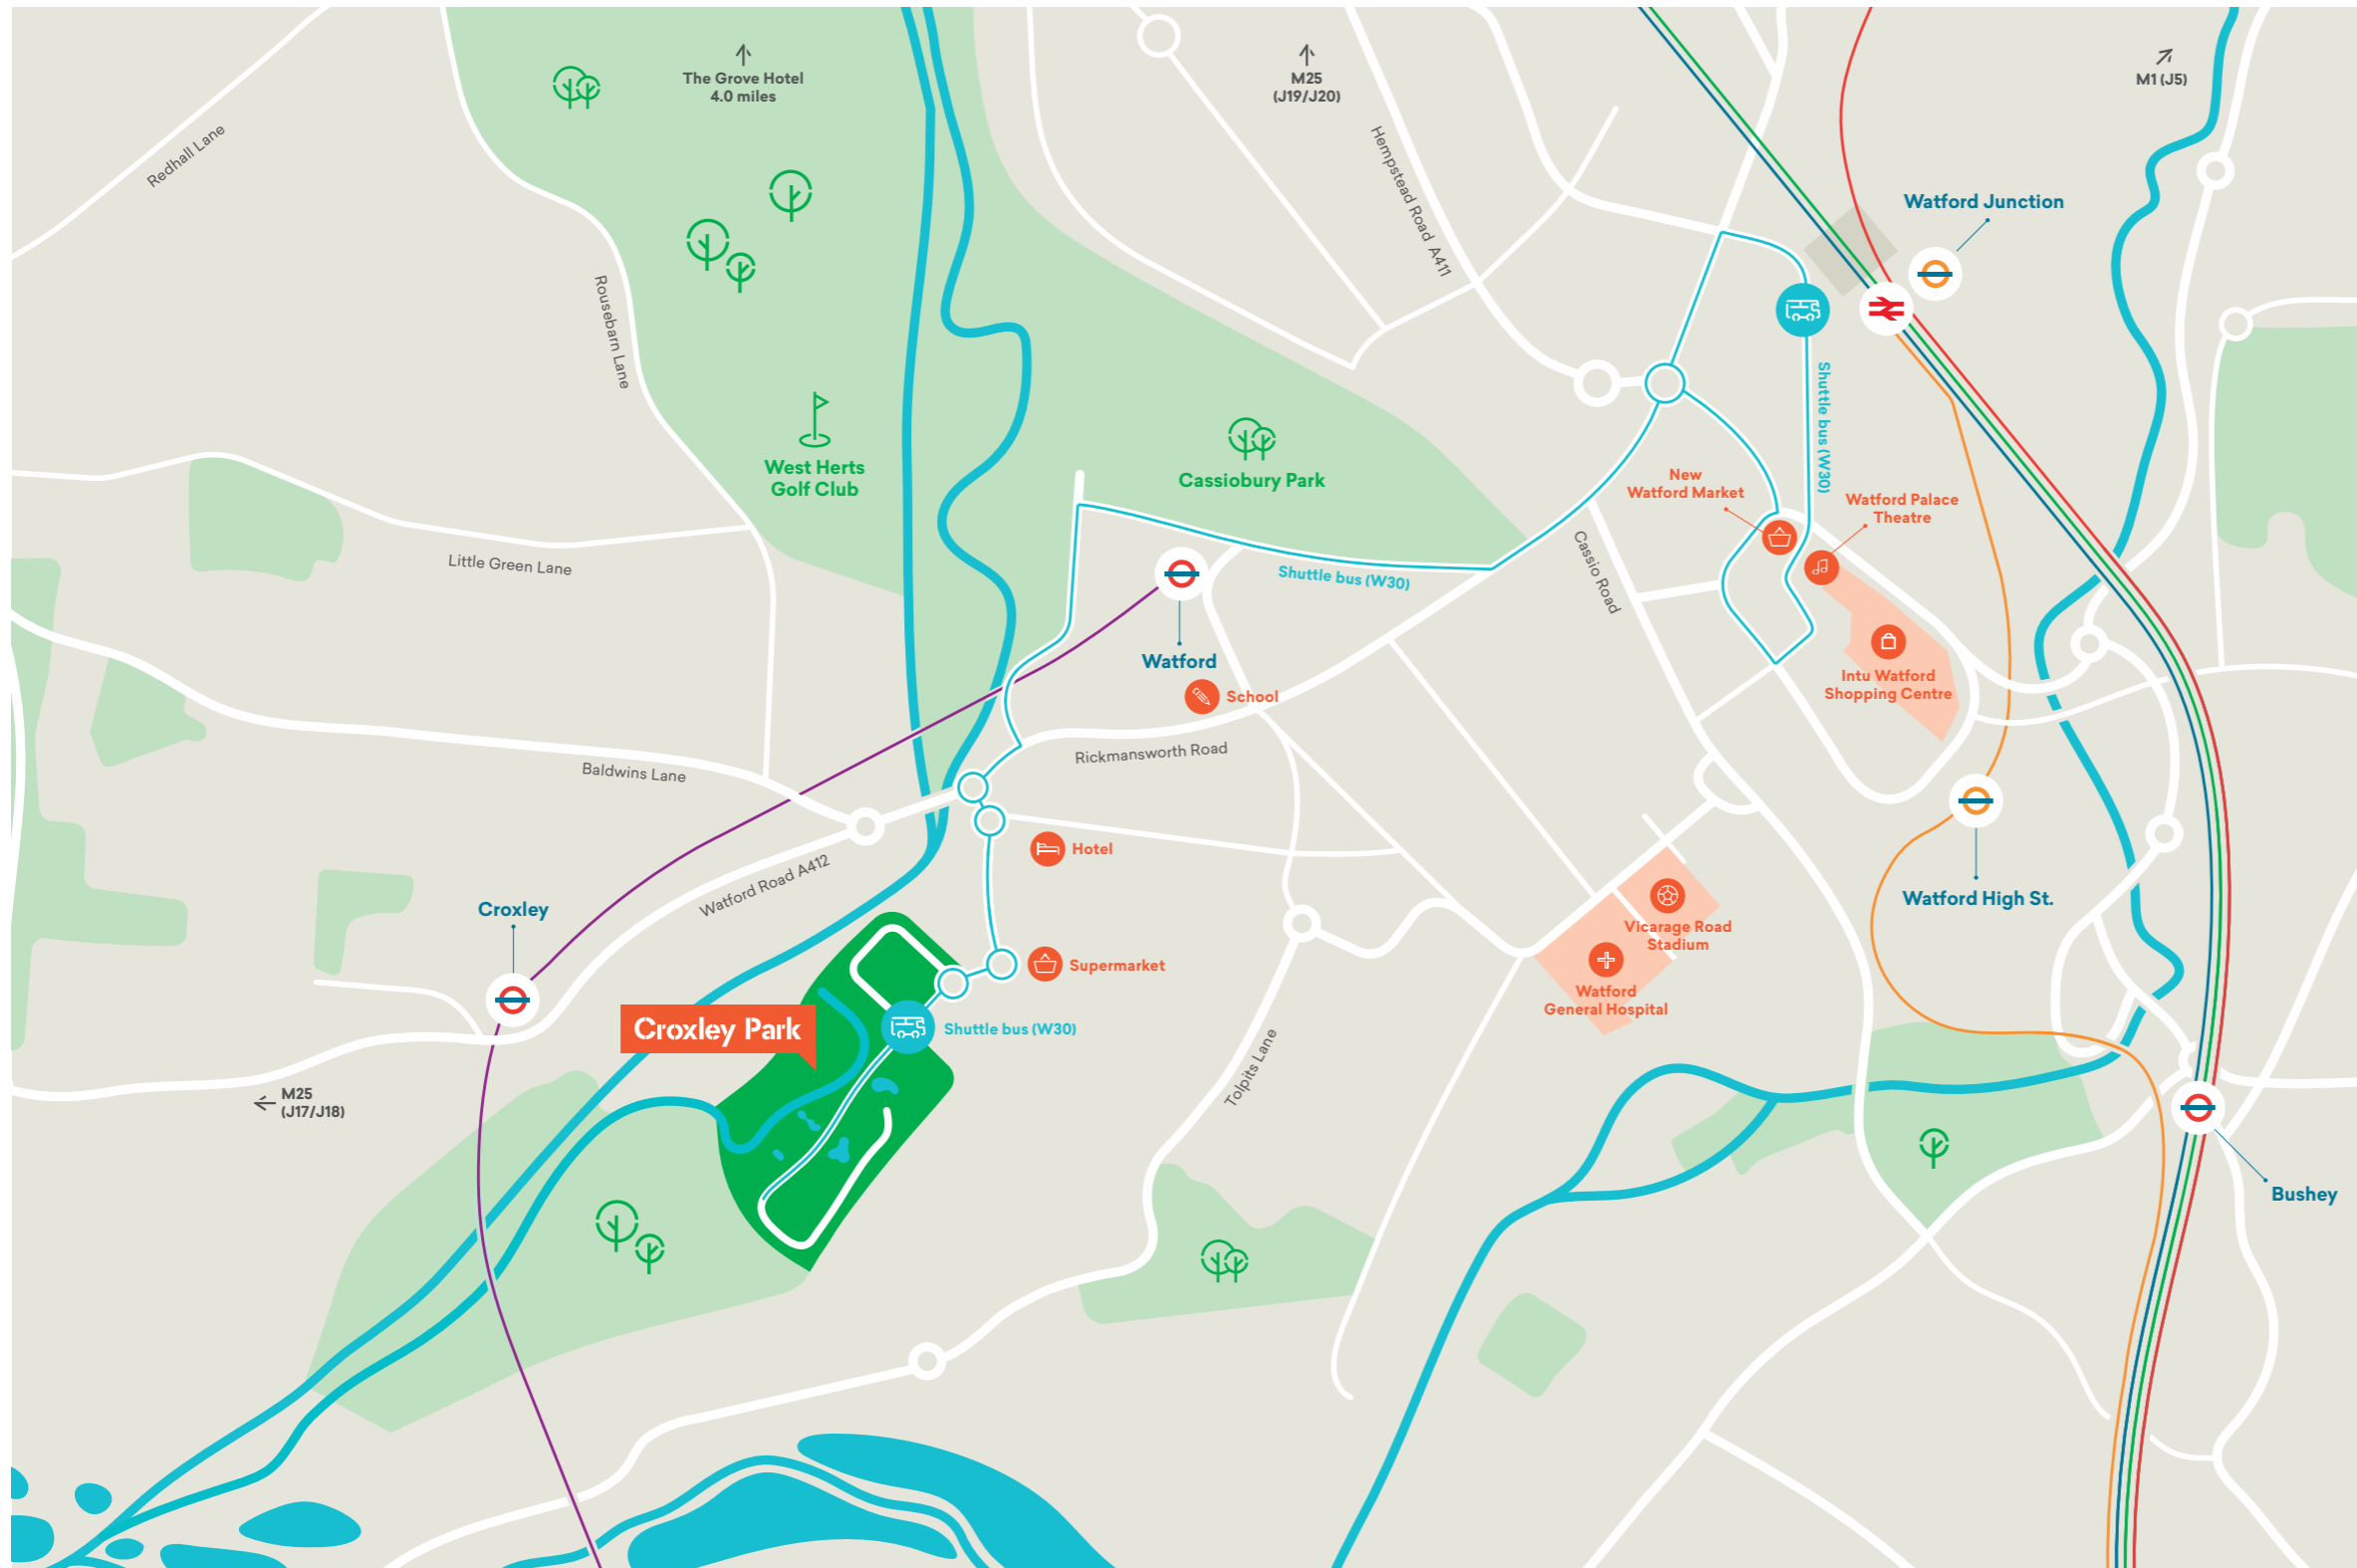 The Grove Hotel
4.0 miles
M25
(J19/J20)
M1 (J5)
Redhall Lane
Hempstead Road A411
Watford Junction
Rousebarn Lane
Shuttle bus (W30)
West Herts
Golf Club
Cassiobury Park
New
Watford Market
Watford Palace
Theatre
Little Green Lane
Shuttle bus (W30)
Cassio Road
Watford
School
Intu Watford
Shopping Centre
Rickmansworth Road
Baldwins Lane
Hotel
Watford Road A412
Croxley
Watford High St.
Vicarage Road
Stadium
Supermarket
Watford
General Hospital
Croxley Park
Shuttle bus (W30)
Tolpits Lane
M25
(J17/J18)
Bushey